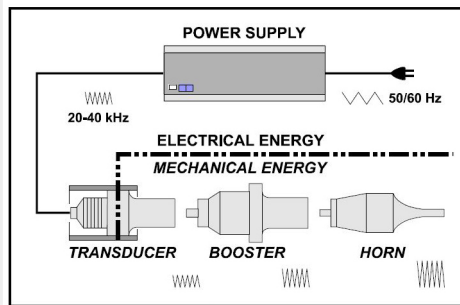 POWER SUPPLY
20-40 kHz
50/60 Hz
ELECTRICAL ENERGY
MECHANICAL ENERGY
TRANSDUCER
BOOSTER
HORN